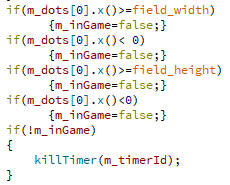 if(m_dots[0].x()>=field_width)
{m_inGame=false;}
if(m_dots[0].x()< 0)
{m_inGame=false;}
if(m_dots[0].x()>=field_height)
{m_inGame=false;}
if(m_dots[0].x()<0)
{m_inGame=false;}
if(!m_inGame)
{
killTimer(m_timerId);
}